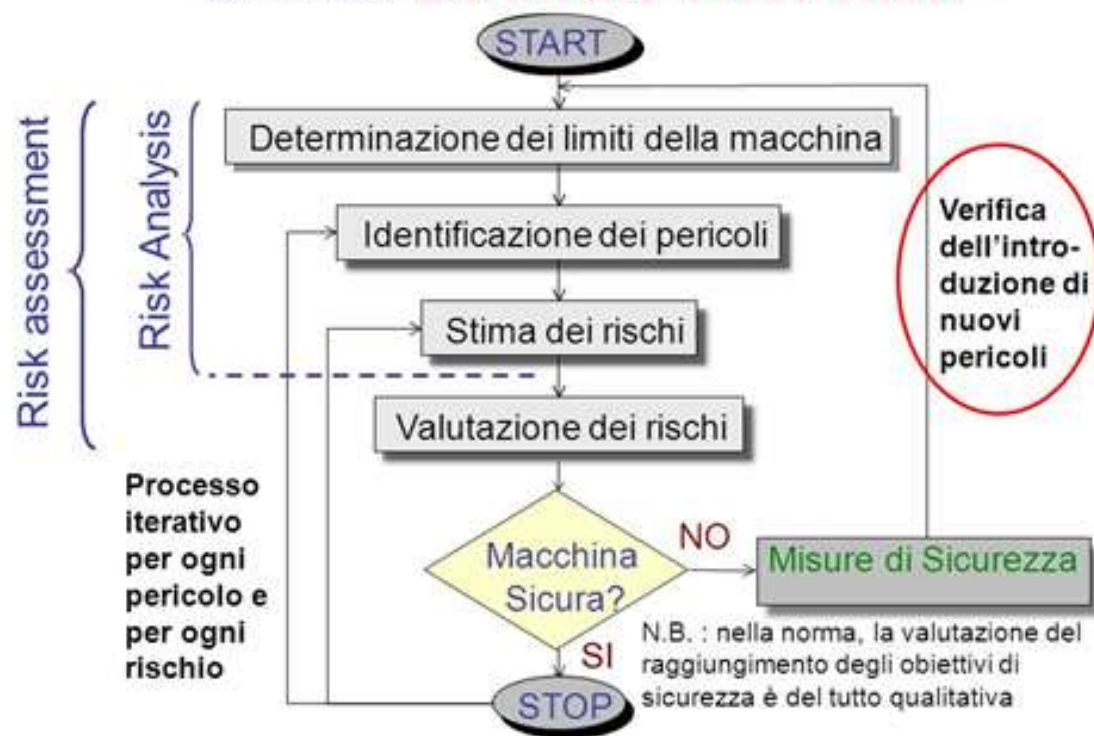 START
Determinazione dei limiti della macchina
Identificazione dei pericoli
Stima dei rischi
Valutazione dei rischi
Risk assessment
Risk Analysis
Verifica
dell'intro-
duzione di
nuovi
pericoli
Processo
iterativo
per ogni
pericolo e
per ogni
rischio
Macchina
Sicura?
NO
Misure di Sicurezza
SI
N.B. : nella norma, la valutazione del
raggiungimento degli obiettivi di
sicurezza è del tutto qualitativa
STOP